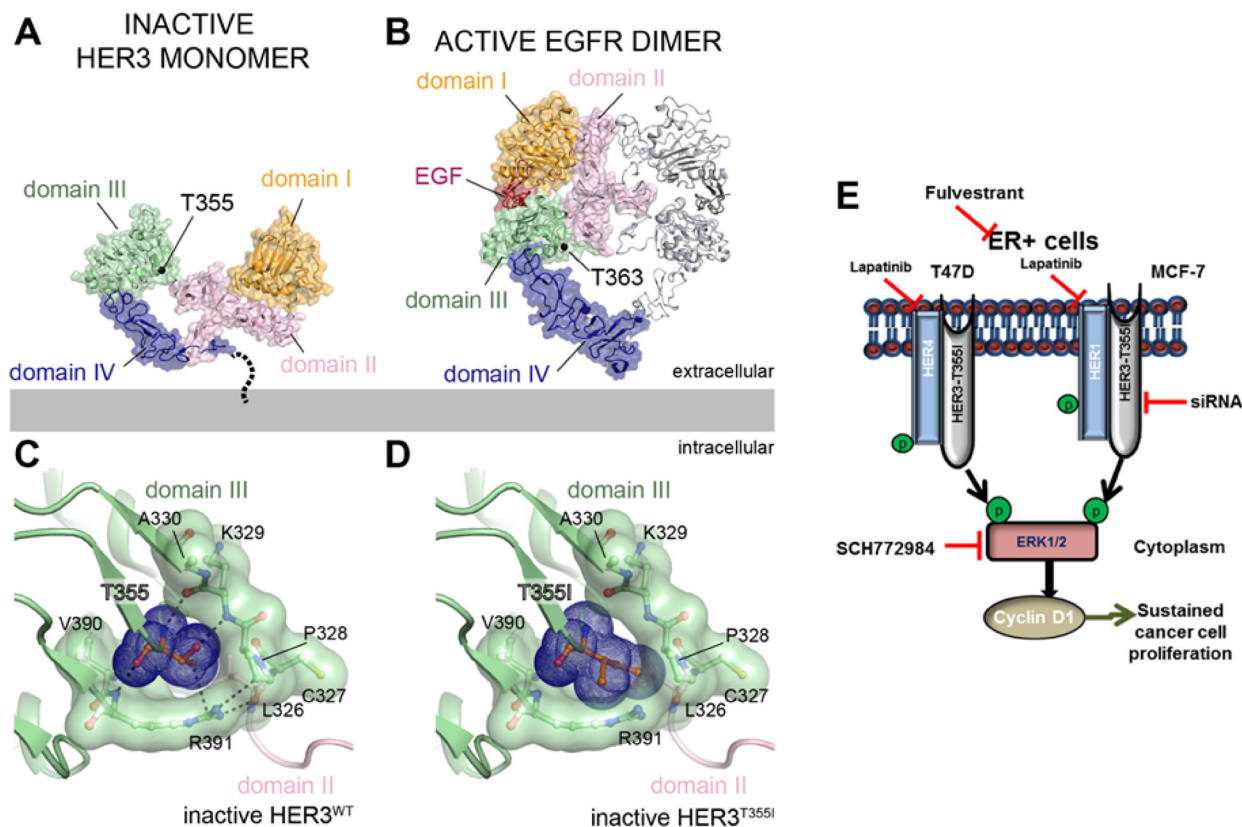 A
INACTIVE
HER3 MONOMER
domain III
T355
domain I
domain IV
domain II
B
ACTIVE EGFR DIMER
domain I
domain II
EGF
domain III
T363
domain IV
extracellular
intracellular
C
domain III
A330
K329
T355
V390
P328
C327
L326
R391
domain II
inactive HER3WT
D
domain III
A330
K329
T355I
V390
P328
C327
L326
R391
domain II
inactive HER3T355I
E
Fulvestrant
ER+ cells
Lapatinib
T47D
Lapatinib
MCF-7
HER4
HER3-T355I
HER1
HER3-T355I
siRNA
p
p
p
p
SCH772984
ERK1/2
Cytoplasm
Cyclin D1
Sustained
cancer cell
proliferation